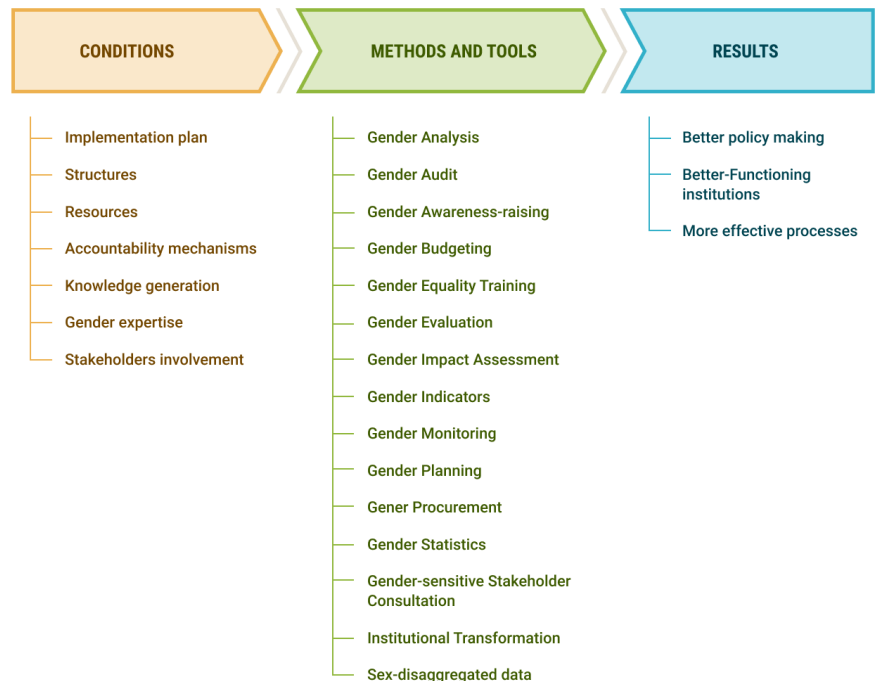 CONDITIONS
Implementation plan
Structures
Resources
Accountability mechanisms
Knowledge generation
Gender expertise
Stakeholders involvement
METHODS AND TOOLS
Gender Analysis
Gender Audit
Gender Awareness-raising
Gender Budgeting
Gender Equality Training
Gender Evaluation
Gender Impact Assessment
Gender Indicators
Gender Monitoring
Gender Planning
Gener Procurement
Gender Statistics
Gender-sensitive Stakeholder
Consultation
Institutional Transformation
Sex-disaggregated data
RESULTS
Better policy making
Better-Functioning
institutions
More effective processes